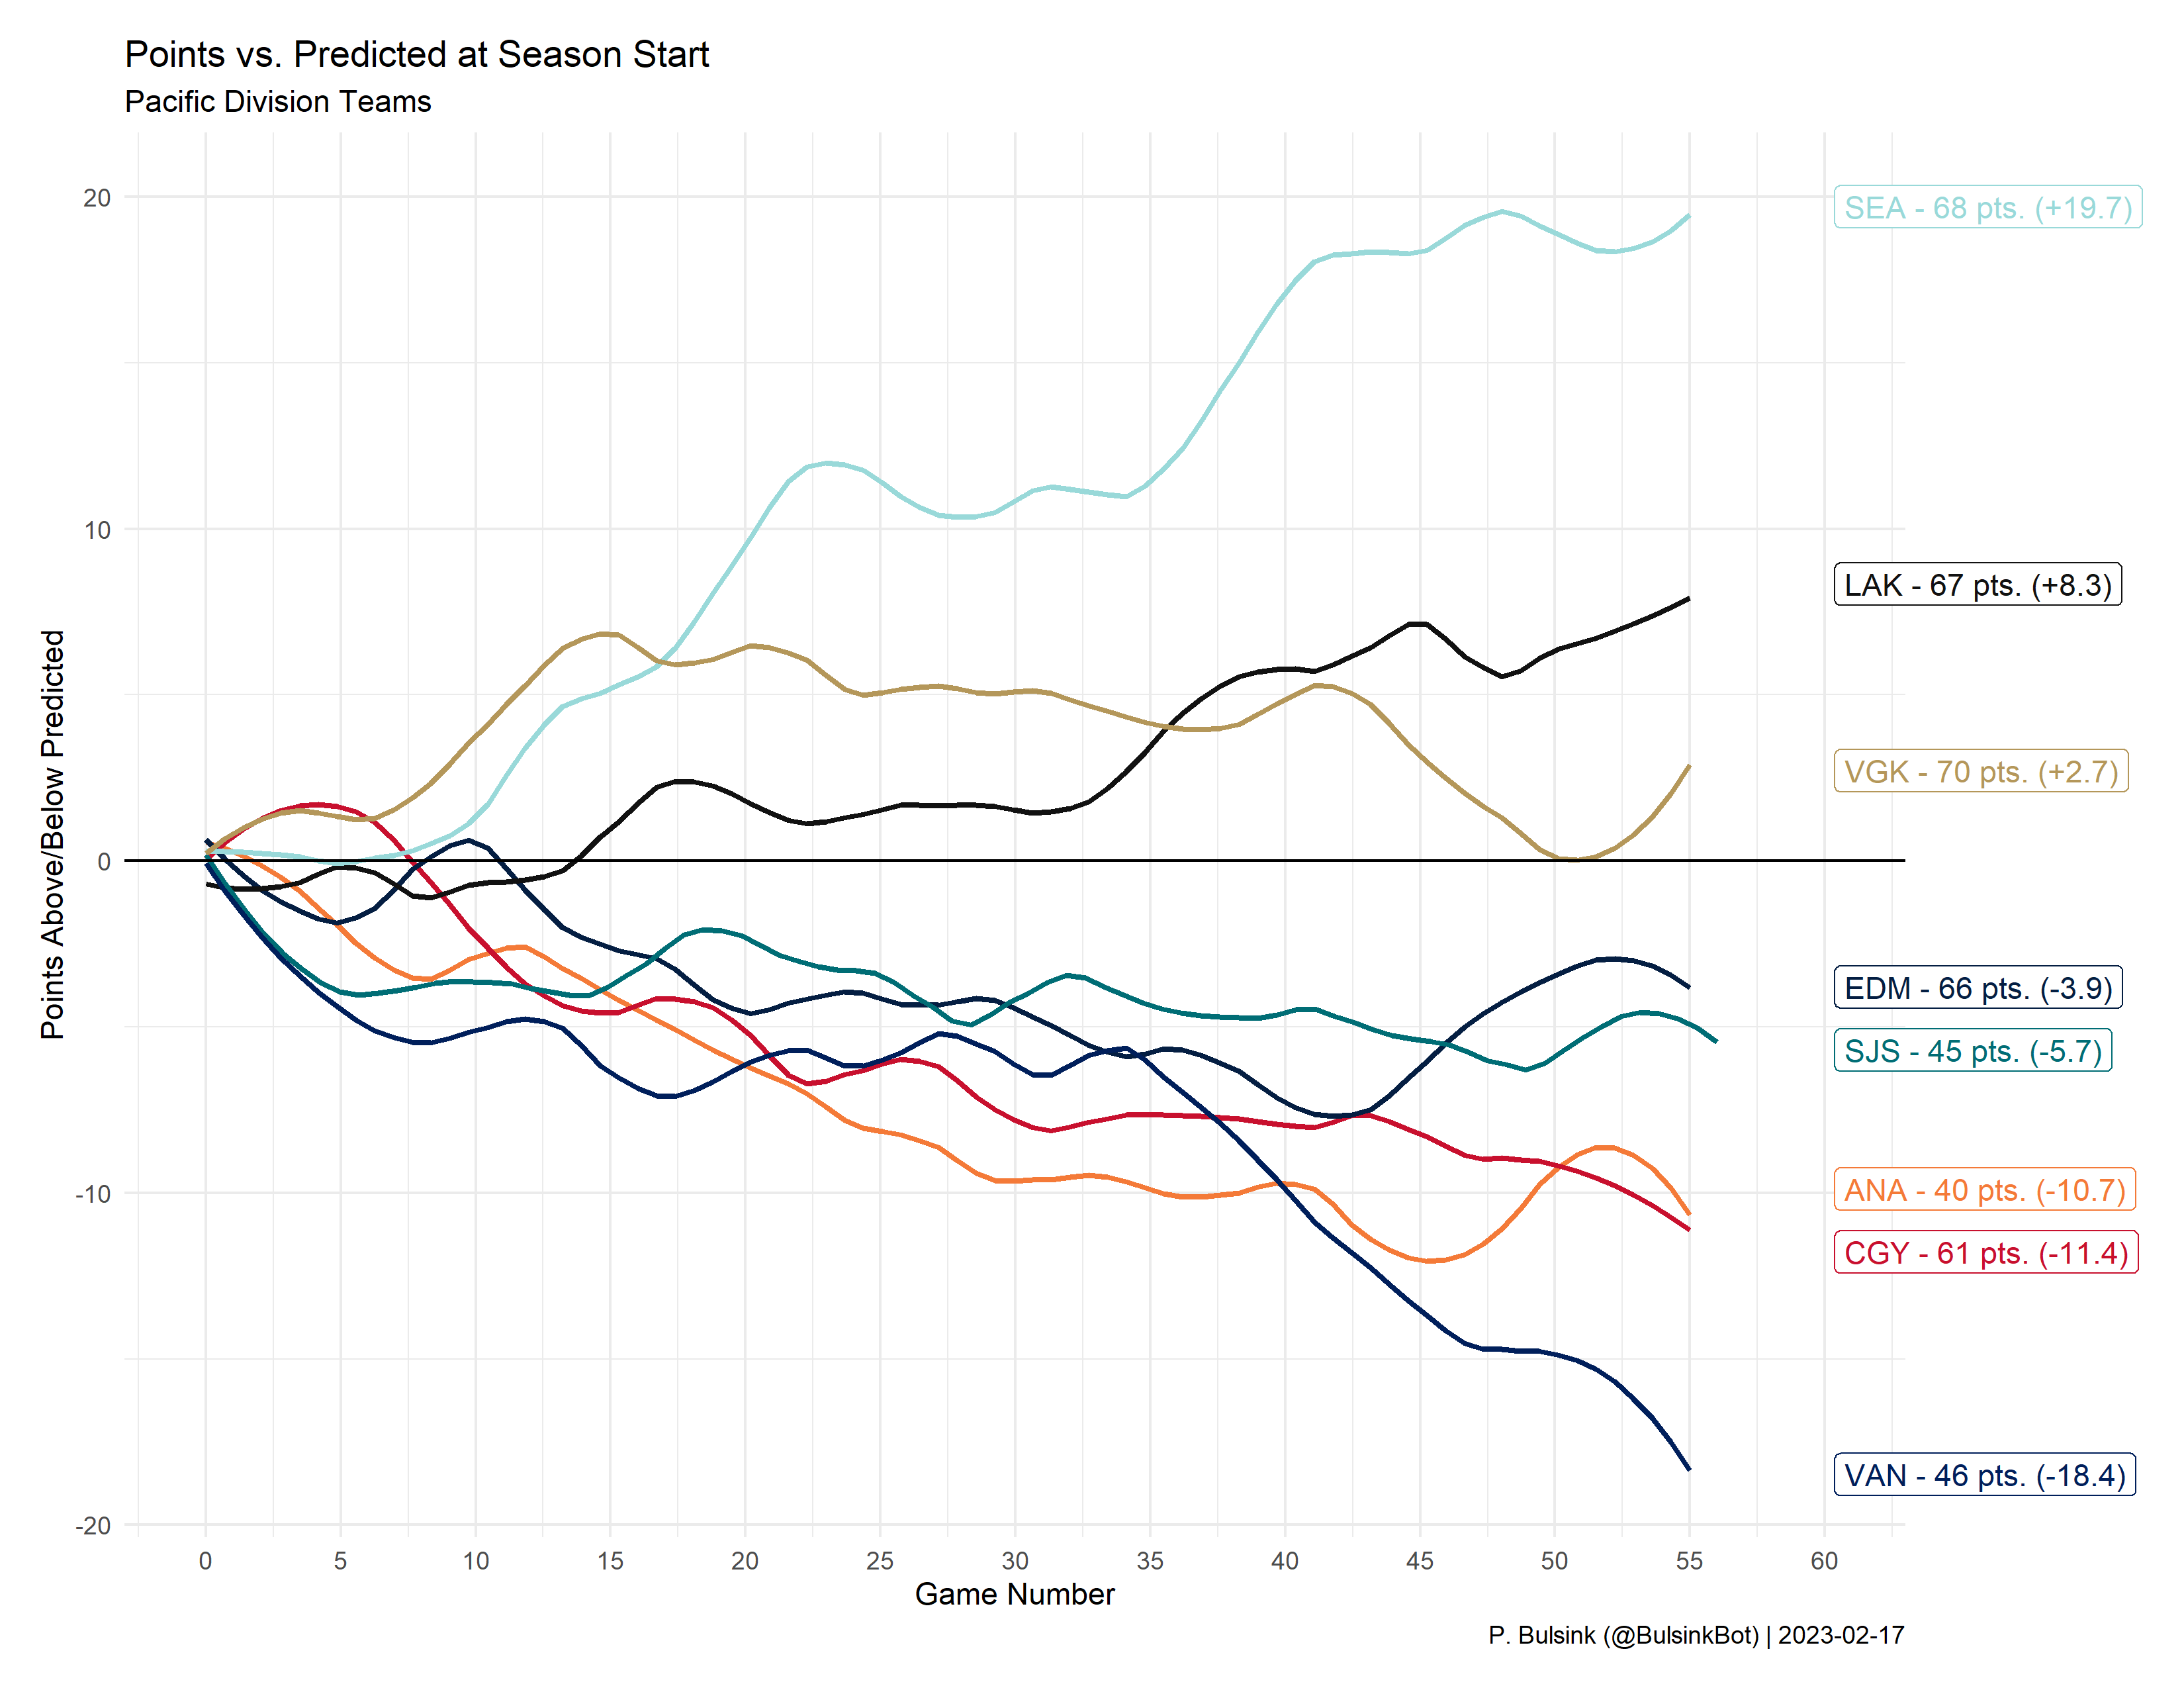 Points vs. Predicted at Season Start
Pacific Division Teams
Points Above/Below Predicted
20
10
0
-10
-20
SEA - 68 pts. (+19.7)
LAK - 67 pts. (+8.3)
VGK - 70 pts. (+2.7)
EDM - 66 pts. (-3.9)
SJS - 45 pts. (-5.7)
ANA - 40 pts. (-10.7)
CGY - 61 pts. (-11.4)
VAN - 46 pts. (-18.4)
0 5 10 15 20 25 30 35 40 45 50 55 60
Game Number
P. Bulsink (@BulsinkBot) | 2023-02-17